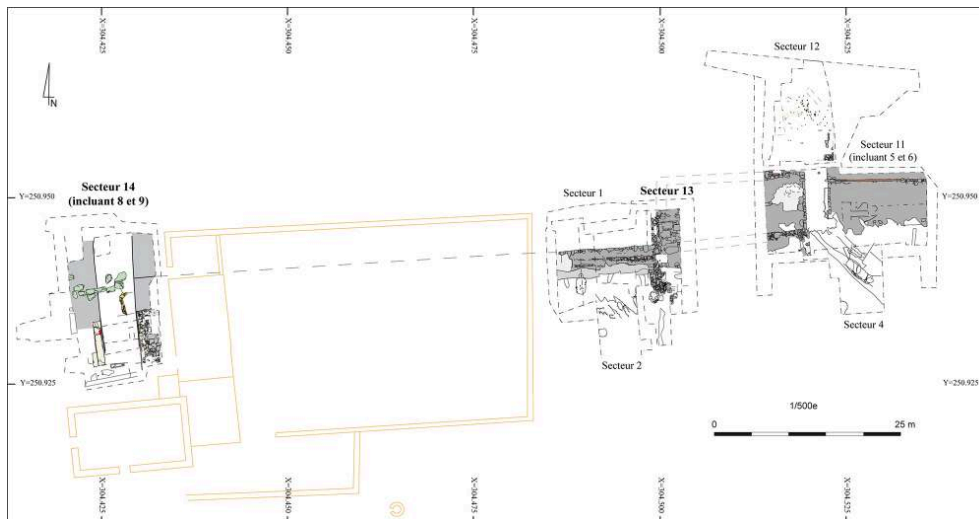 X=304.425
X=304.450
X=304.475
X=304.500
X=304.525
Secteur 12
N
Secteur 11
(incluant 5 et 6)
Y=250.950
Secteur 14
(incluant 8 et 9)
Secteur 1
Secteur 13
Y=250.950
Secteur 4
Secteur 2
Y=250.925
Y=250.925
1/500e
0
25 m
X=304.425
X=304.450
X=304.475
X=304.500
X=304.525